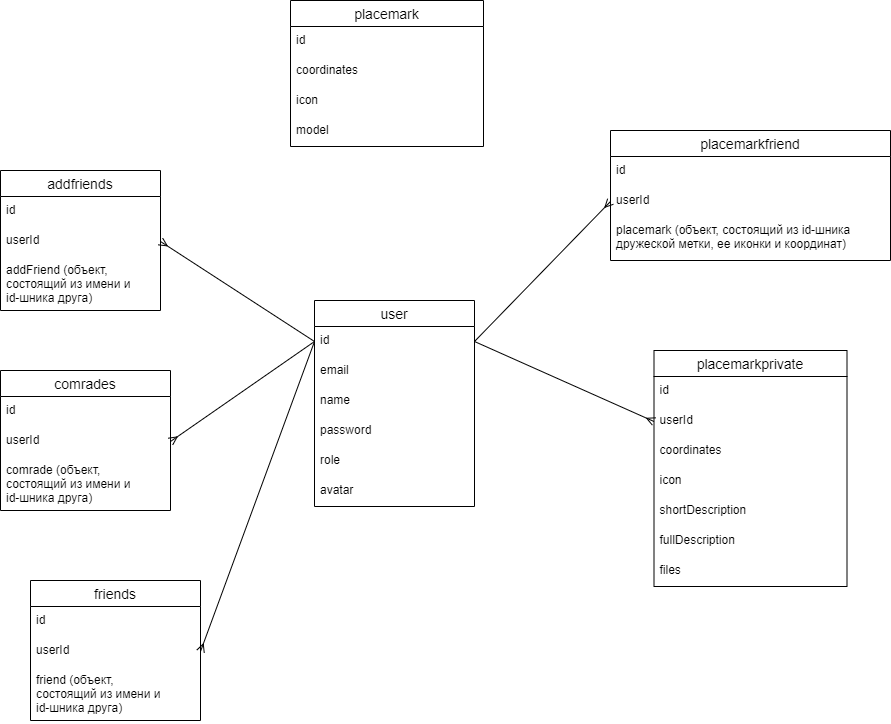 placemark
id
coordinates
icon
model
placemarkfriend
id
userId
placemark (объект, состоящий из id-шника
дружеской метки, ее иконки и координат)
addfriends
id
userId
addFriend (объект,
состоящий из имени и
id-шника друга)
user
id
email
name
password
role
avatar
placemarkprivate
id
userId
coordinates
icon
shortDescription
fullDescription
files
comrades
id
userId
comrade (объект,
состоящий из имени и
id-шника друга)
friends
id
userId
friend (объект,
состоящий из имени и
id-шника друга)